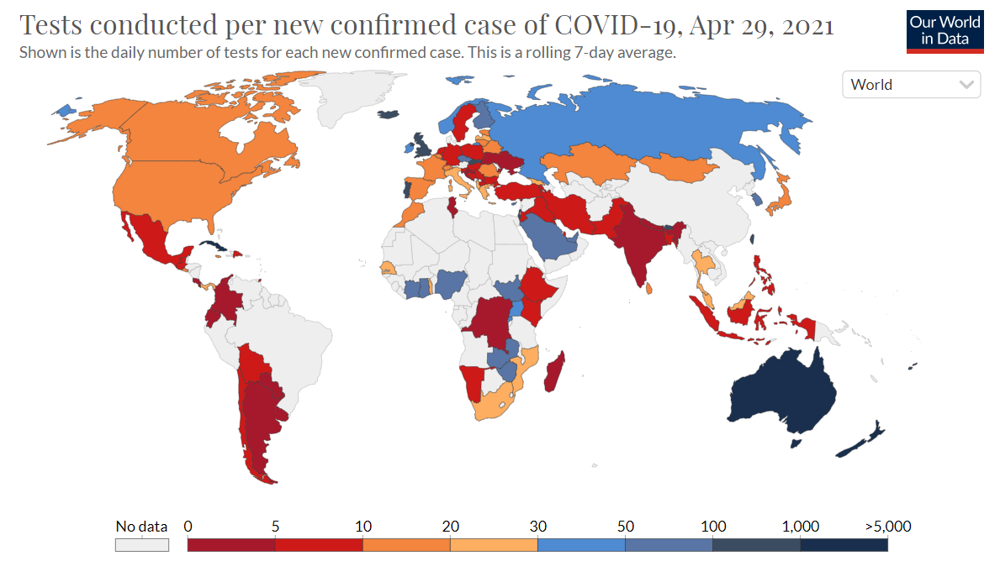 Tests conducted per new confirmed case of COVID-19, Apr 29, 2021
Shown is the daily number of tests for each new confirmed case. This is a rolling 7-day average.
Our World
in Data
World
No data 0 5 10 20 30 50 100 1,000 >5,000